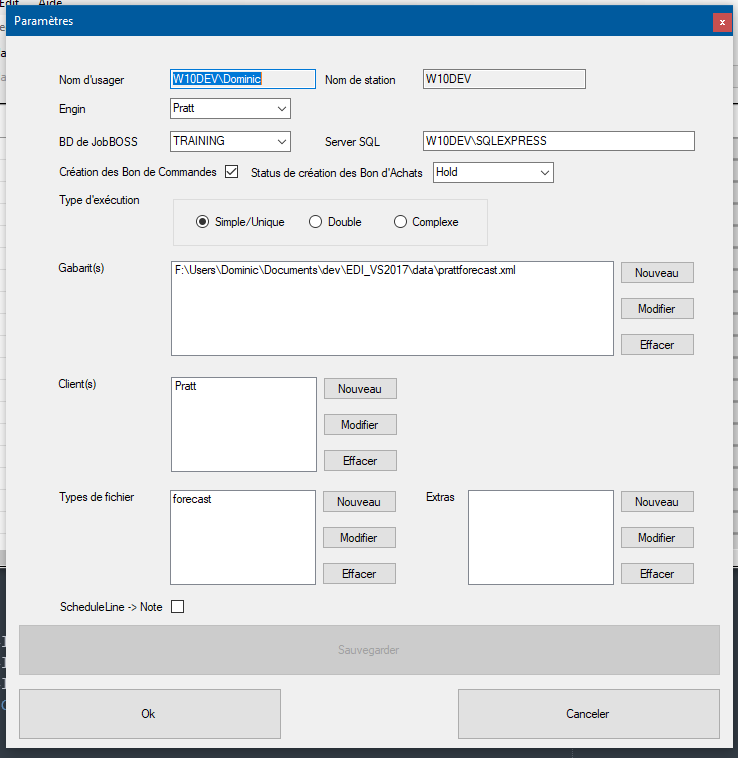 Edit Aide
Paramètres
x
Nom d'usager W10DEV\Dominic Nom de station W10DEV
Engin Pratt
BD de JobBOSS TRAINING Server SQL W10DEV\SQLEXPRESS
Création des Bon de Commandes Status de création des Bon d'Achats Hold
Type d'exécution
Simple/Unique Double Complexe
Gabarit(s) F:\Users\Dominic\Documents\dev\EDI_VS2017\data\prattforecast.xml Nouveau
Modifier
Effacer
Client(s) Pratt Nouveau
Modifier
Effacer
Types de fichier forecast Nouveau Extras Nouveau
Modifier Modifier
Effacer Effacer
ScheduleLine -> Note
Sauvegarder
Ok Canceler